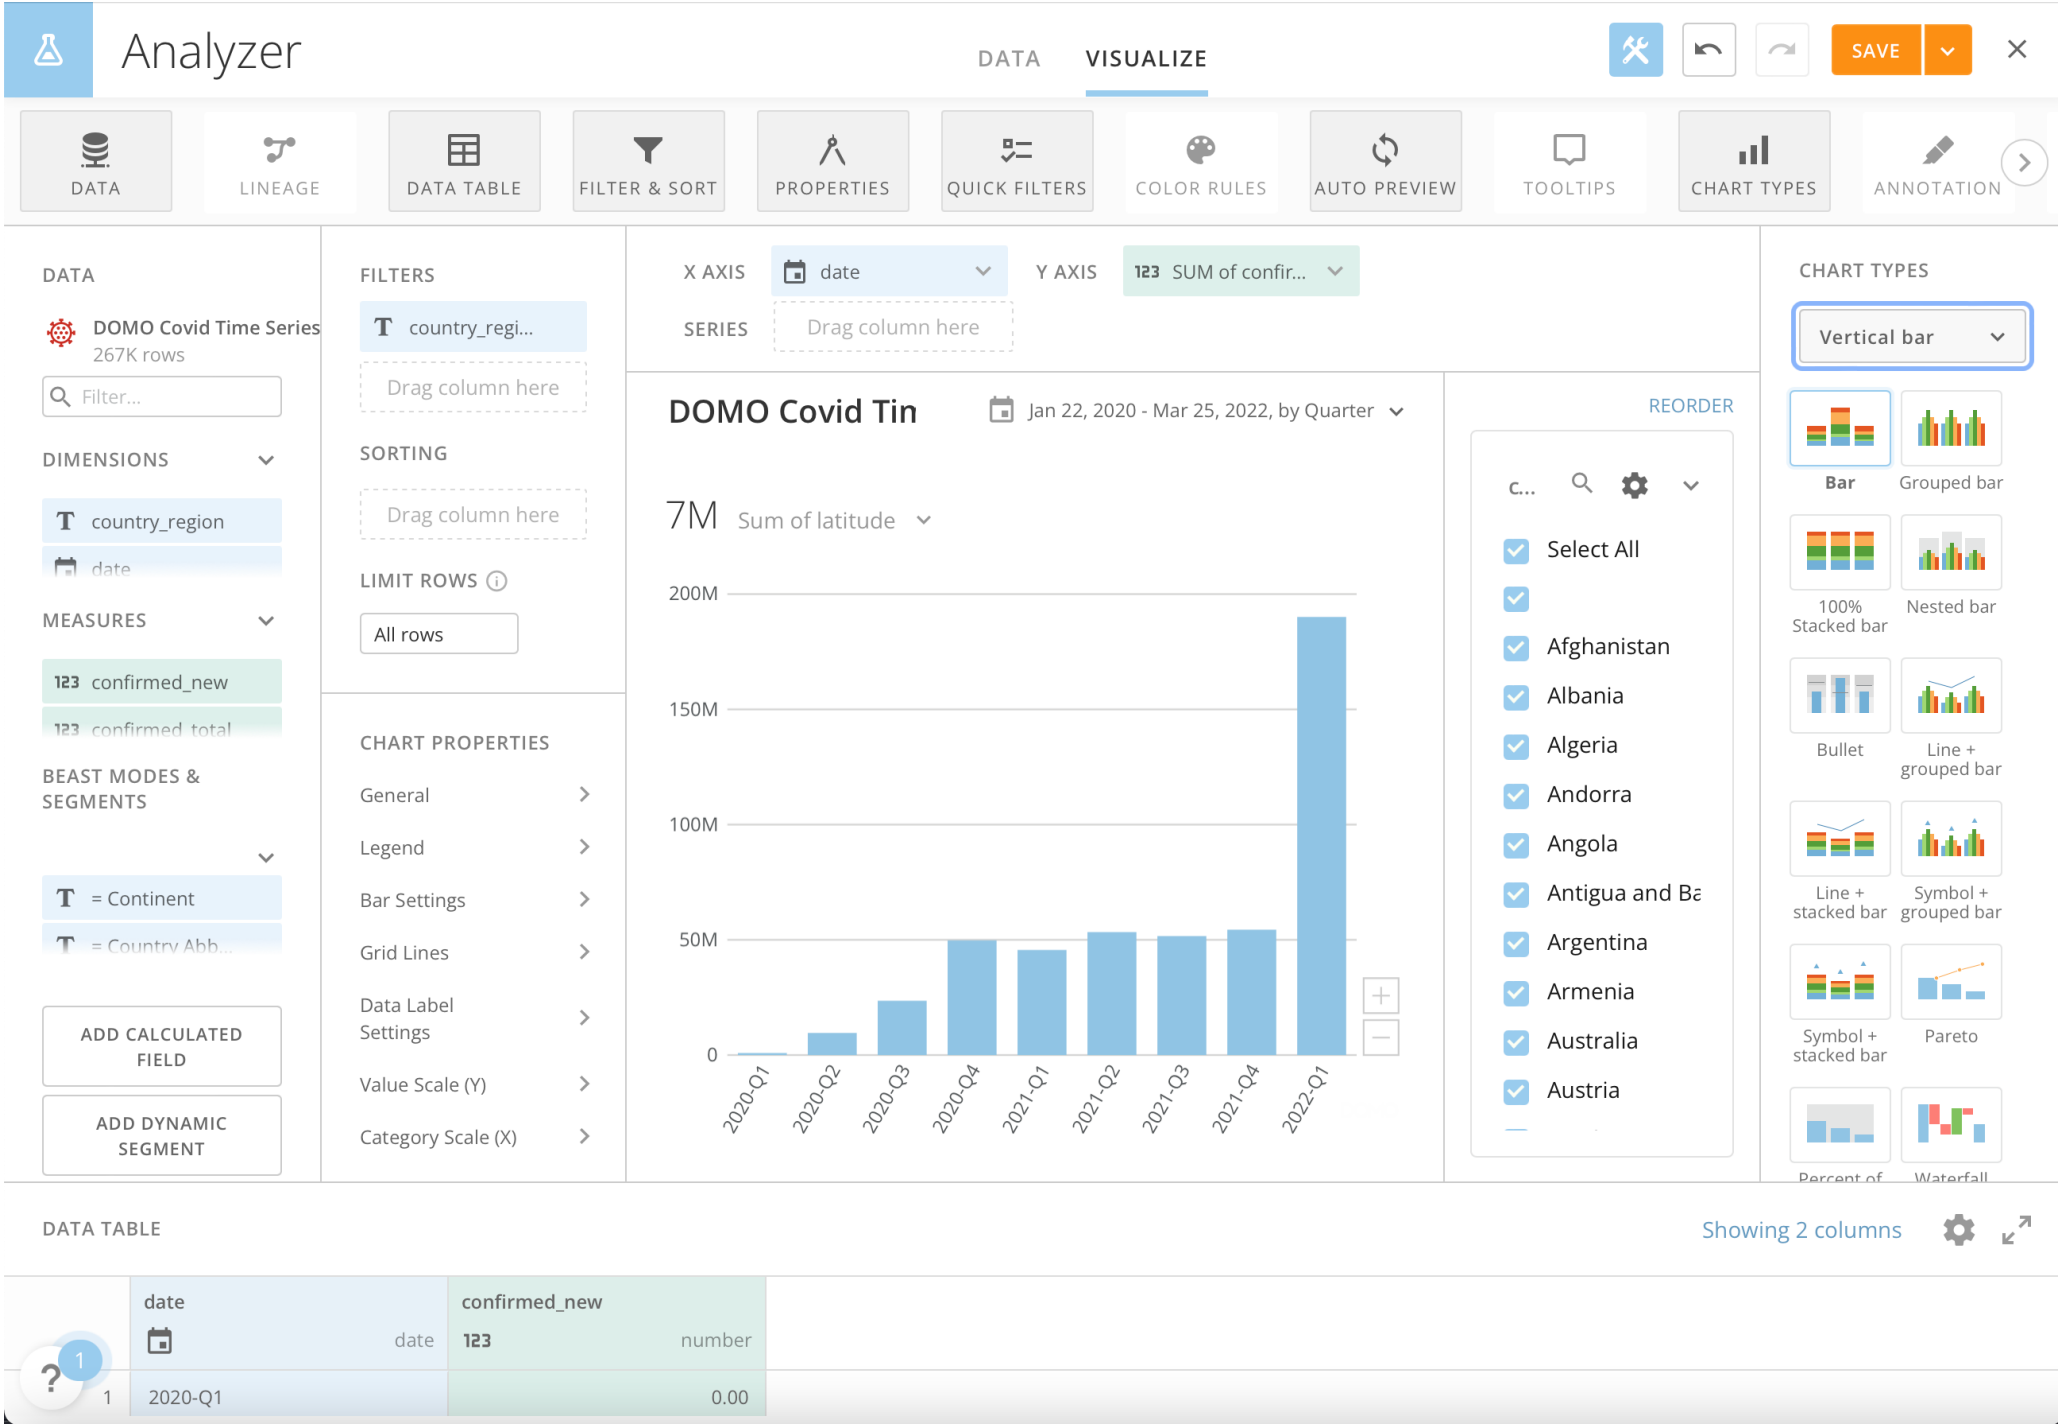 Analyzer
DATA
VISUALIZE
SAVE
DATA
LINEAGE
DATA TABLE
FILTER & SORT
PROPERTIES
QUICK FILTERS
COLOR RULES
AUTO PREVIEW
TOOLTIPS
CHART TYPES
ANNOTATION
DATA
DOMO Covid Time Series
267K rows
Filter...
DIMENSIONS
T country_region
date
MEASURES
123 confirmed_new
123 confirmed_total
BEAST MODES &
SEGMENTS
T = Continent
T = Country Abb...
ADD CALCULATED
FIELD
ADD DYNAMIC
SEGMENT
FILTERS
T country_regi...
Drag column here
SORTING
Drag column here
LIMIT ROWS
All rows
CHART PROPERTIES
General
Legend
Bar Settings
Grid Lines
Data Label
Settings
Value Scale (Y)
Category Scale (X)
X AXIS
date
Y AXIS
123 SUM of confir...
SERIES
Drag column here
DOMO Covid Tim
Jan 22, 2020 - Mar 25, 2022, by Quarter
7M Sum of latitude
200M
150M
100M
50M
0
2020-Q1
2020-Q2
2020-Q3
2020-Q4
2021-Q1
2021-Q2
2021-Q3
2021-Q4
2022-Q1
+
−
REORDER
c...
Select All
Afghanistan
Albania
Algeria
Andorra
Angola
Antigua and Ba
Argentina
Armenia
Australia
Austria
CHART TYPES
Vertical bar
Bar
Grouped bar
100%
Stacked bar
Nested bar
Bullet
Line +
grouped bar
Line +
stacked bar
Symbol +
grouped bar
Symbol +
stacked bar
Pareto
Percent of
Waterfall
DATA TABLE
Showing 2 columns
date
date
confirmed_new
123 number
1 2020-Q1 0.00
? 1